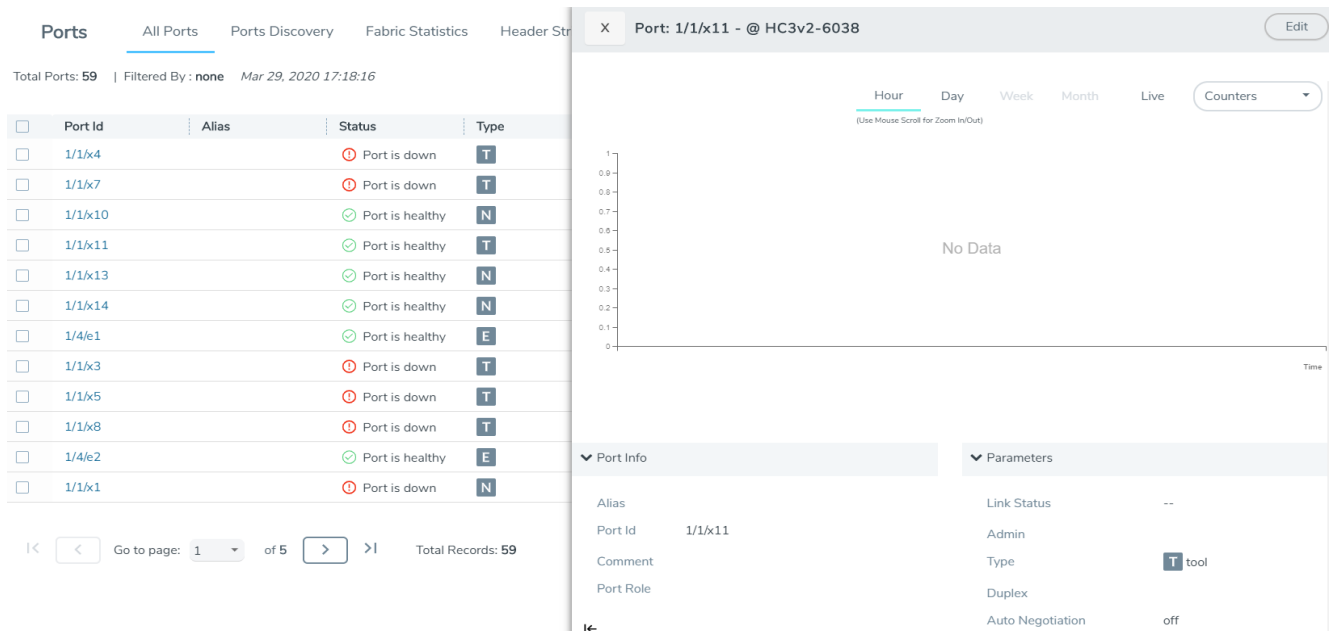 Ports All Ports Ports Discovery Fabric Statistics Header Str
Total Ports: 59 | Filtered By : none Mar 29, 2020 17:18:16
Port Id Alias Status Type
1/1/x4 Port is down T
1/1/x7 Port is down T
1/1/x10 Port is healthy N
1/1/x11 Port is healthy T
1/1/x13 Port is healthy N
1/1/x14 Port is healthy N
1/4/e1 Port is healthy E
1/1/x3 Port is down T
1/1/x5 Port is down T
1/1/x8 Port is down T
1/4/e2 Port is healthy E
1/1/x1 Port is down N
Go to page: 1 of 5 Total Records: 59
X Port: 1/1/x11 - @ HC3v2-6038 Edit
Hour Day Week Month Live Counters
(Use Mouse Scroll for Zoom In/Out)
1
0.9
0.8
0.7
0.6
0.5
0.4
0.3
0.2
0.1
0
No Data
Time
Port Info
Alias
Port Id 1/1/x11
Comment
Port Role
Parameters
Link Status --
Admin
Type T tool
Duplex
Auto Negotiation off